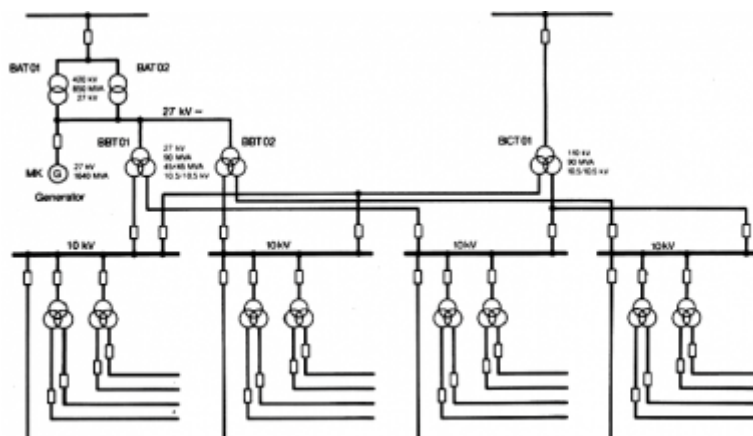 BAT01
BAT02
420 kV
850 MVA
27 kV
27 kV ~
BBT01
27 kV
90 MVA
45/45 MVA
10.5/10.5 kV
BBT02
BCT01
110 kV
90 MVA
10.5/10.5 kV
MK
G
27 kV
1640 MVA
Generator
10 kV
10 kV
10 kV
10 kV